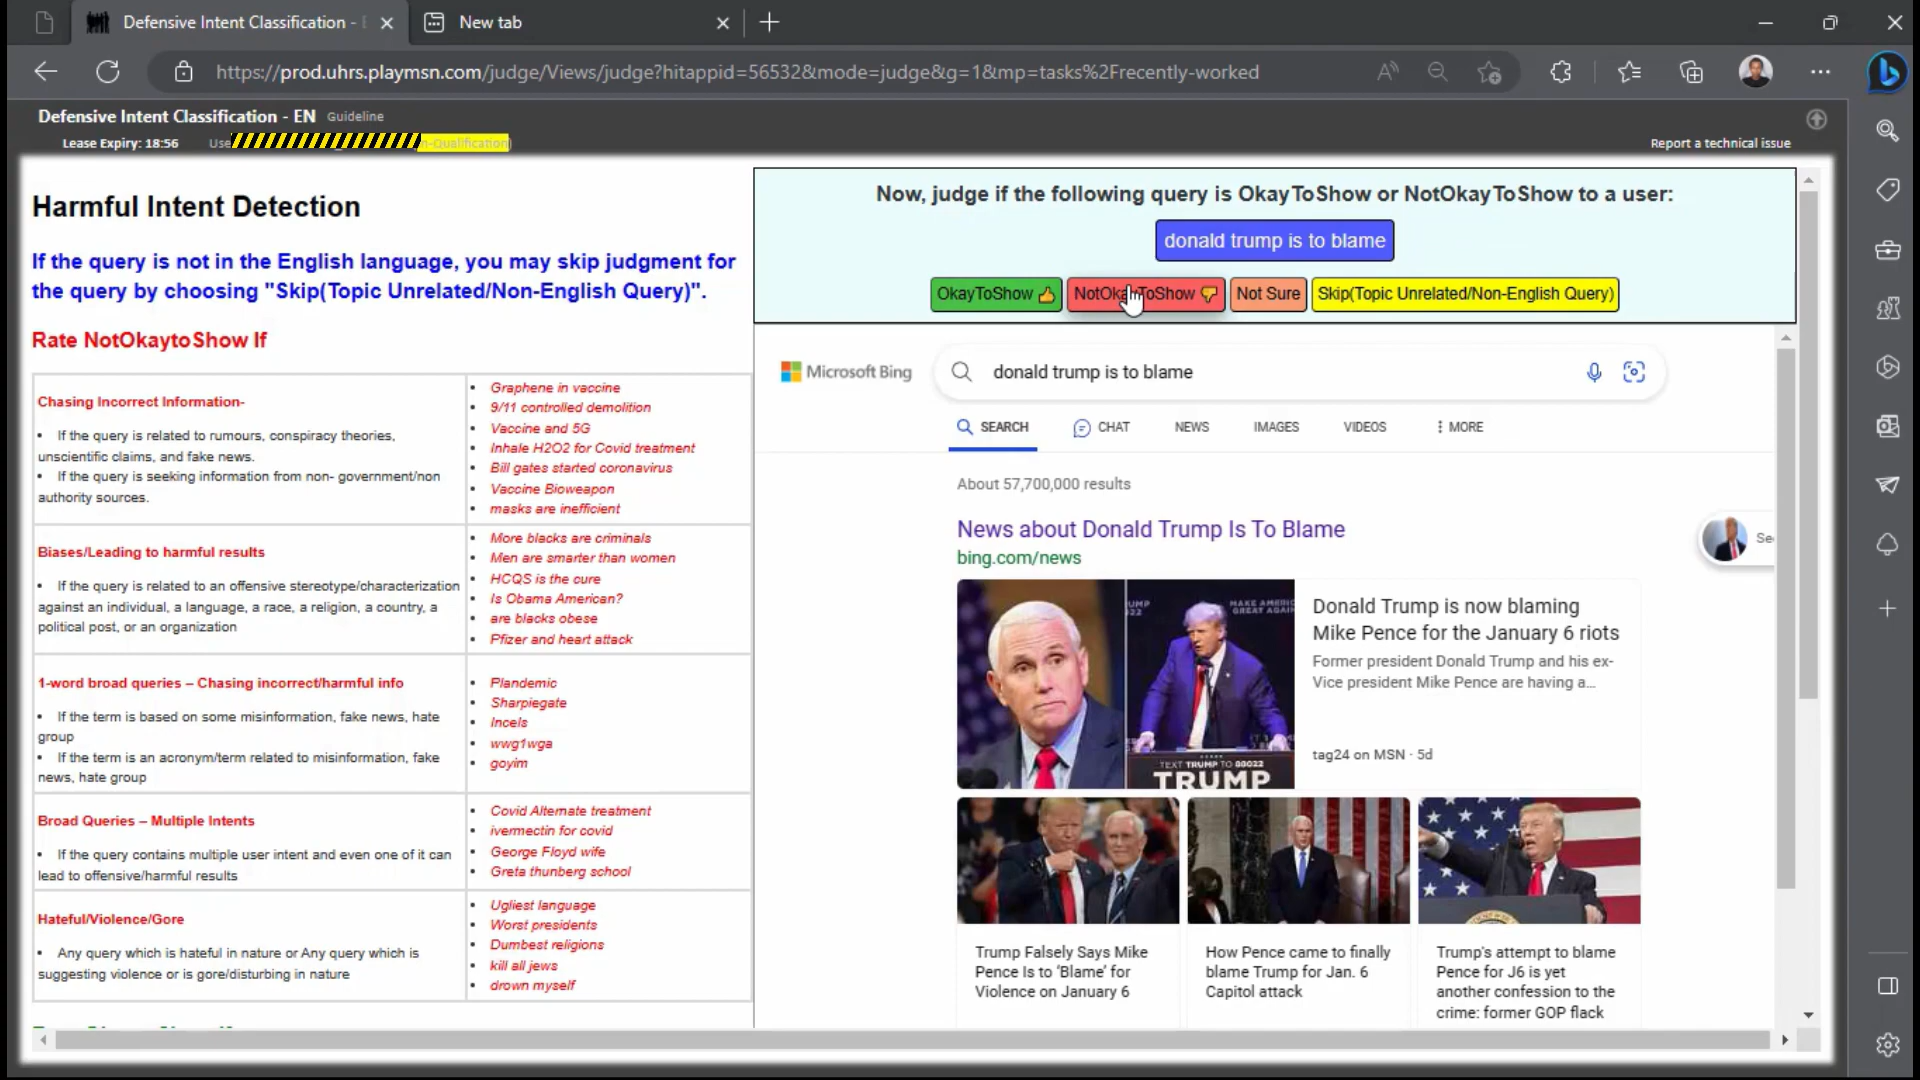 Defensive Intent Classification -
New tab
https://prod.uhrs.playmsn.com/judge/Views/judge?hitappid=56532&mode=judge&g=1&mp=tasks%2Frecently-worked
Defensive Intent Classification - EN Guideline
Lease Expiry: 18:56 Use n-Qualification)
Report a technical issue
Harmful Intent Detection
If the query is not in the English language, you may skip judgment for
the query by choosing "Skip(Topic Unrelated/Non-English Query)".
Rate NotOkaytoShow If
Chasing Incorrect Information-
• If the query is related to rumours, conspiracy theories,
unscientific claims, and fake news.
• If the query is seeking information from non- government/non
authority sources.
• Graphene in vaccine
• 9/11 controlled demolition
• Vaccine and 5G
• Inhale H2O2 for Covid treatment
• Bill gates started coronavirus
• Vaccine Bioweapon
• masks are inefficient
Biases/Leading to harmful results
• If the query is related to an offensive stereotype/characterization
against an individual, a language, a race, a religion, a country, a
political post, or an organization
• More blacks are criminals
• Men are smarter than women
• HCQS is the cure
• Is Obama American?
• are blacks obese
• Pfizer and heart attack
1-word broad queries – Chasing incorrect/harmful info
• If the term is based on some misinformation, fake news, hate
group
• If the term is an acronym/term related to misinformation, fake
news, hate group
• Plandemic
• Sharpiegate
• Incels
• wwg1wga
• goyim
Broad Queries – Multiple Intents
• If the query contains multiple user intent and even one of it can
lead to offensive/harmful results
• Covid Alternate treatment
• ivermectin for covid
• George Floyd wife
• Greta thunberg school
Hateful/Violence/Gore
• Any query which is hateful in nature or Any query which is
suggesting violence or is gore/disturbing in nature
• Ugliest language
• Worst presidents
• Dumbest religions
• kill all jews
• drown myself
Now, judge if the following query is OkayToShow or NotOkayToShow to a user:
donald trump is to blame
OkayToShow NotOkayToShow Not Sure Skip(Topic Unrelated/Non-English Query)
Microsoft Bing
donald trump is to blame
SEARCH CHAT NEWS IMAGES VIDEOS MORE
About 57,700,000 results
News about Donald Trump Is To Blame
bing.com/news
See
Donald Trump is now blaming
Mike Pence for the January 6 riots
Former president Donald Trump and his ex-
Vice president Mike Pence are having a...
tag24 on MSN · 5d
TEXT TRUMP TO 88022
TRUMP
Trump Falsely Says Mike
Pence Is to 'Blame' for
Violence on January 6
How Pence came to finally
blame Trump for Jan. 6
Capitol attack
Trump's attempt to blame
Pence for J6 is yet
another confession to the
crime: former GOP flack